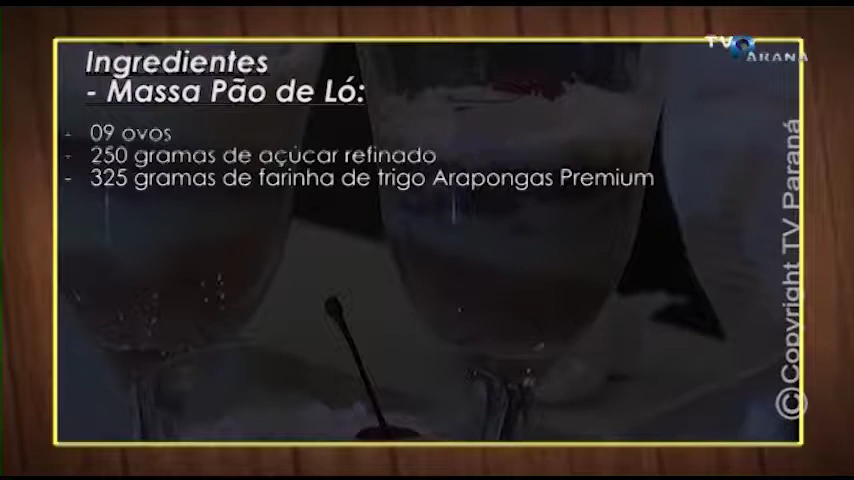 TV PARANÁ
Ingredientes
- Massa Pão de Ló:
- 09 ovos
- 250 gramas de açúcar refinado
- 325 gramas de farinha de trigo Arapongas Premium
© Copyright TV Paraná